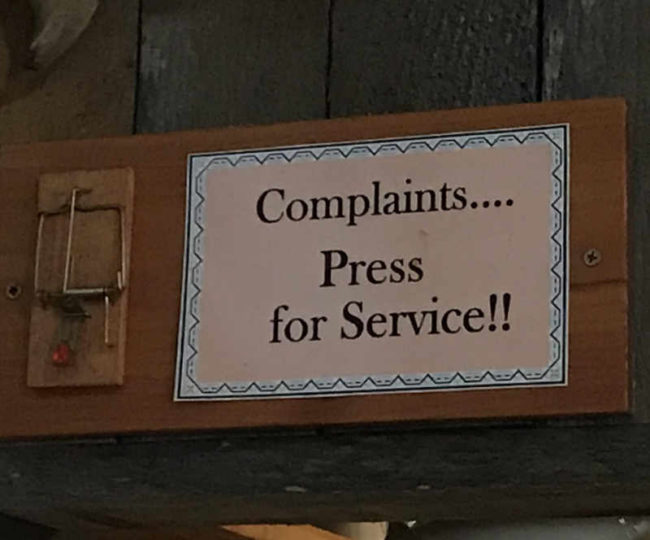 Complaints....
Press
for Service!!